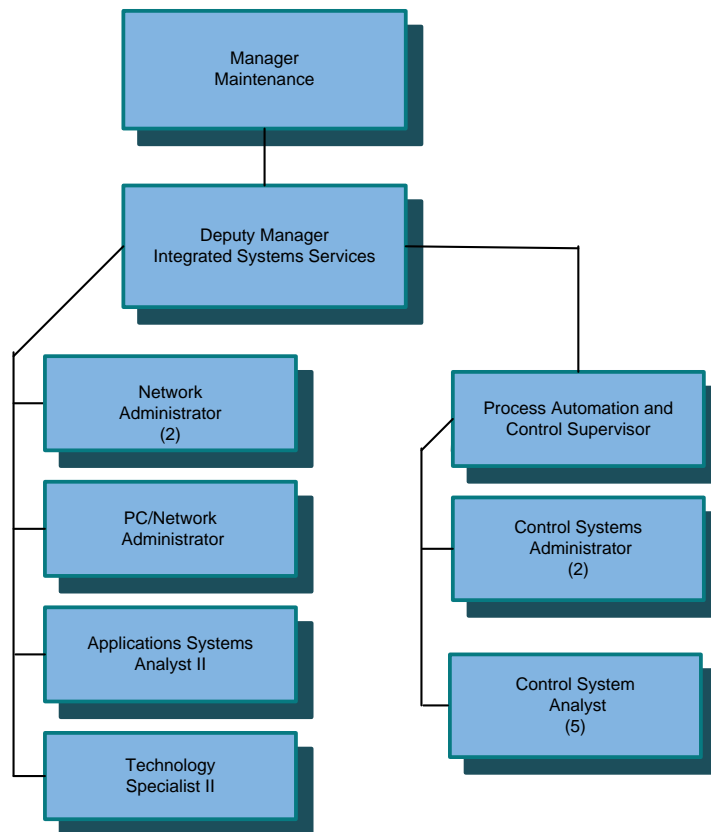 Manager
Maintenance
Deputy Manager
Integrated Systems Services
Network
Administrator
(2)
PC/Network
Administrator
Applications Systems
Analyst II
Technology
Specialist II
Process Automation and
Control Supervisor
Control Systems
Administrator
(2)
Control System
Analyst
(5)